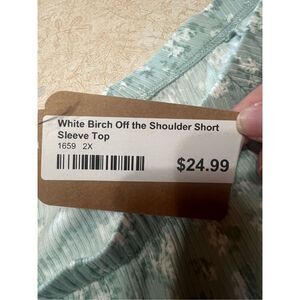 White Birch Off the Shoulder Short
Sleeve Top
1659 2X
$24.99